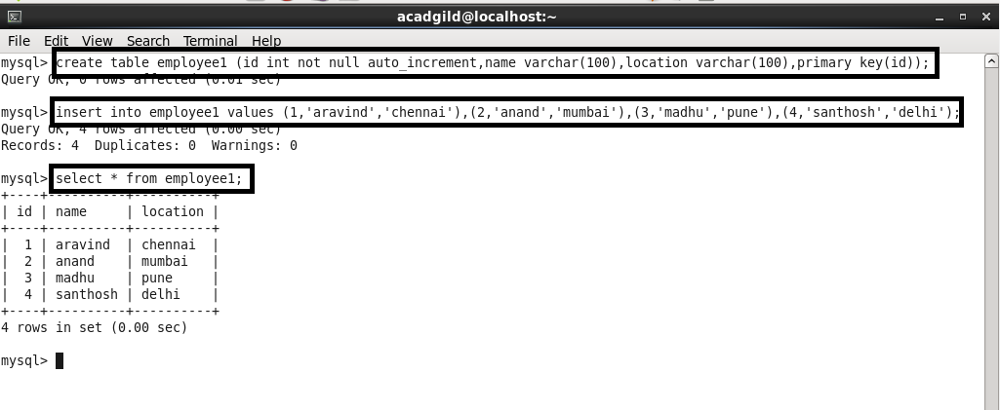 acadgild@localhost:~
File Edit View Search Terminal Help
mysql> create table employee1 (id int not null auto_increment,name varchar(100),location varchar(100),primary key(id));
Query OK, 0 rows affected (0.01 sec)
mysql> insert into employee1 values (1,'aravind','chennai'),(2,'anand','mumbai'),(3,'madhu','pune'),(4,'santhosh','delhi');
Query OK, 4 rows affected (0.00 sec)
Records: 4  Duplicates: 0  Warnings: 0
mysql> select * from employee1;
+----+----------+----------+
| id | name     | location |
+----+----------+----------+
|  1 | aravind  | chennai  |
|  2 | anand    | mumbai   |
|  3 | madhu    | pune     |
|  4 | santhosh | delhi    |
+----+----------+----------+
4 rows in set (0.00 sec)
mysql>